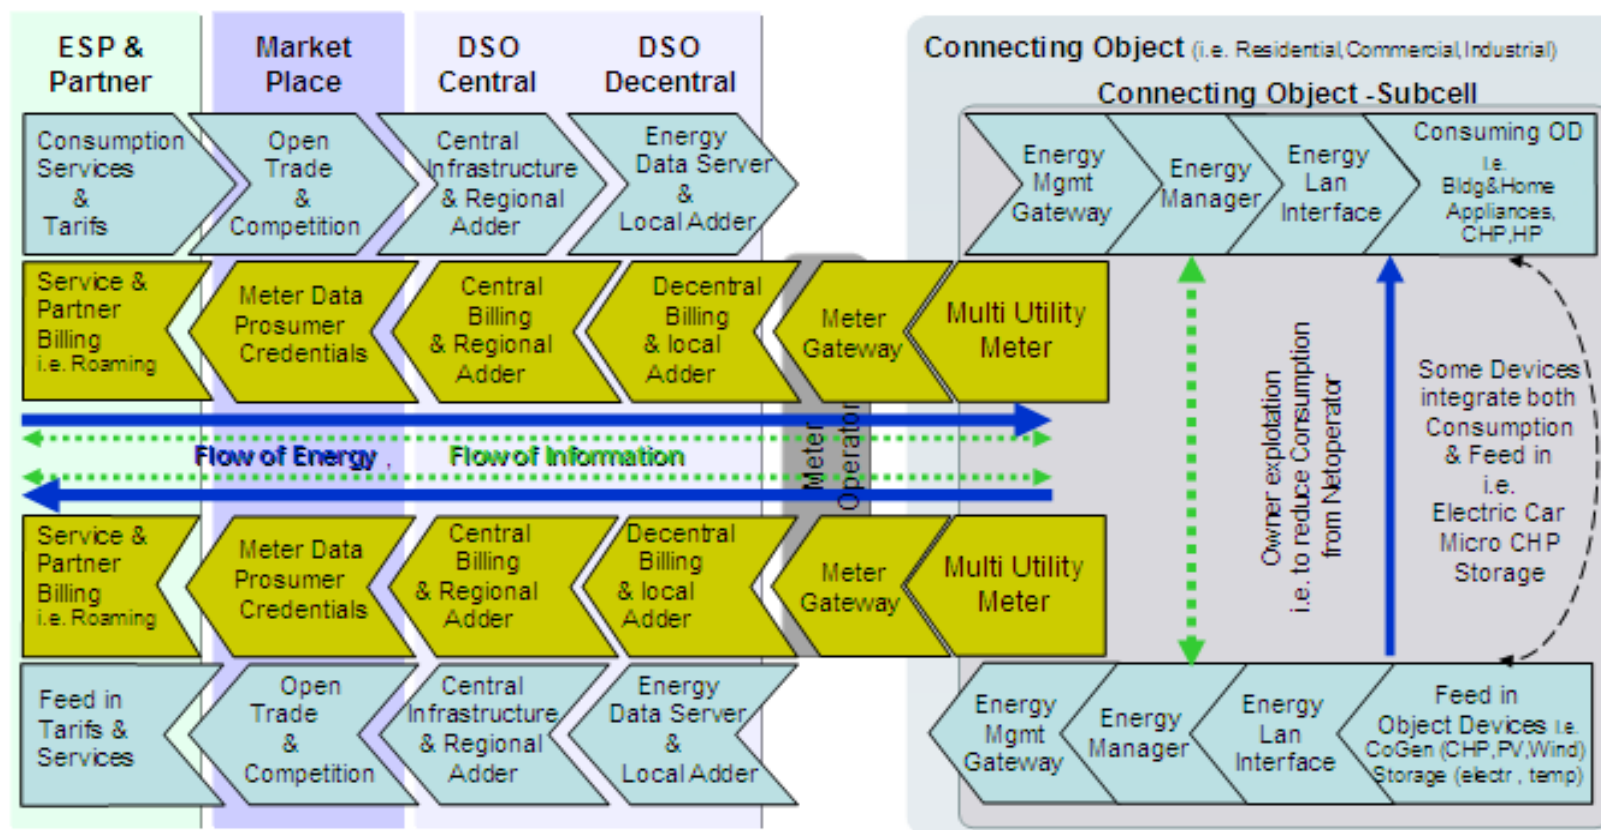 ESP &
Partner
Market
Place
DSO
Central
DSO
Decentral
Connecting Object (i.e. Residential,Commercial,Industrial)
Connecting Object -Subcell
Consumption
Services
&
Tarifs
Open
Trade
&
Competition
Central
Infrastructure
& Regional
Adder
Energy
Data Server
&
Local Adder
Energy
Mgmt
Gateway
Energy
Manager
Energy
Lan
Interface
Consuming OD
i.e.
Bldg&Home
Appliances,
CHP,HP
Service &
Partner
Billing
i.e. Roaming
Meter Data
Prosumer
Credentials
Central
Billing
& Regional
Adder
Decentral
Billing
& local
Adder
Meter
Gateway
Multi Utility
Meter
Flow of Energy ,
Flow of Information
Meter
Operator
Owner explotation
i.e. to reduce Consumption
from Netoperator
Some Devices
integrate both
Consumption
& Feed in
i.e.
Electric Car
Micro CHP
Storage
Service &
Partner
Billing
i.e. Roaming
Meter Data
Prosumer
Credentials
Central
Billing
& Regional
Adder
Decentral
Billing
& local
Adder
Meter
Gateway
Multi Utility
Meter
Feed in
Tarifs &
Services
Open
Trade
&
Competition
Central
Infrastructure
& Regional
Adder
Energy
Data Server
&
Local Adder
Energy
Mgmt
Gateway
Energy
Manager
Energy
Lan
Interface
Feed in
Object Devices i.e.
CoGen (CHP,PV,Wind)
Storage (electr , temp)